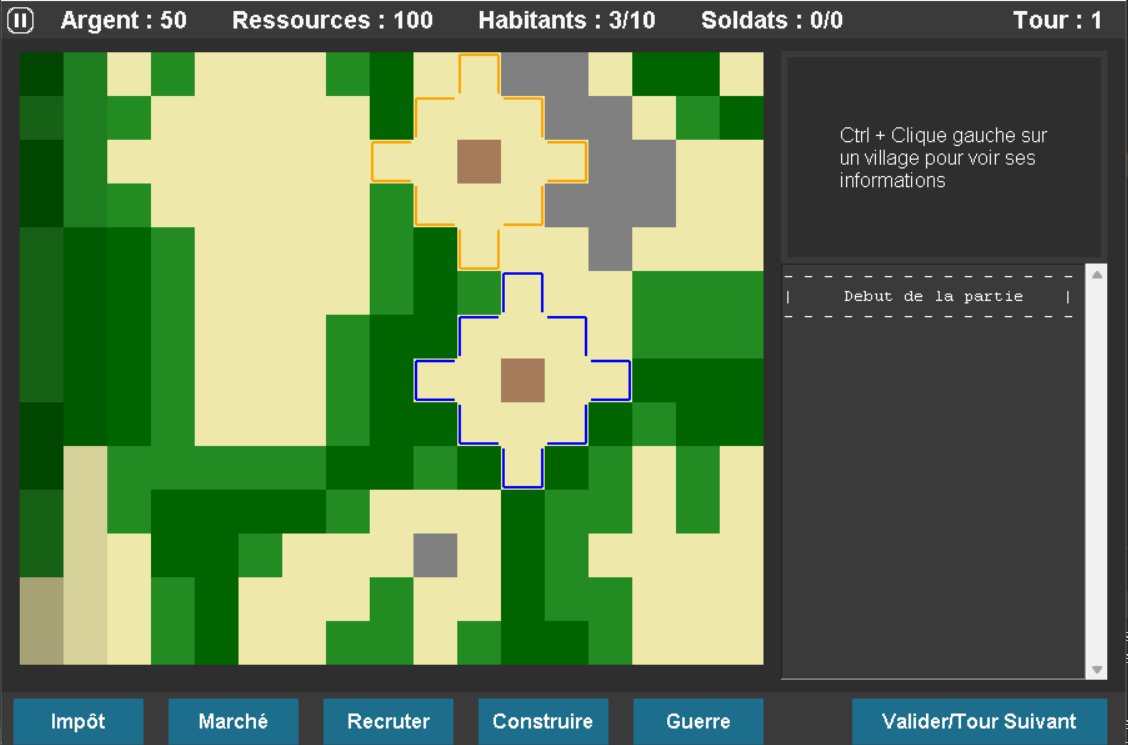 Argent : 50 Ressources : 100 Habitants : 3/10 Soldats : 0/0 Tour : 1
Ctrl + Clique gauche sur
un village pour voir ses
informations
- - - - - - - - - - - - - - -
| Debut de la partie |
- - - - - - - - - - - - - - -
Impôt Marché Recruter Construire Guerre Valider/Tour Suivant